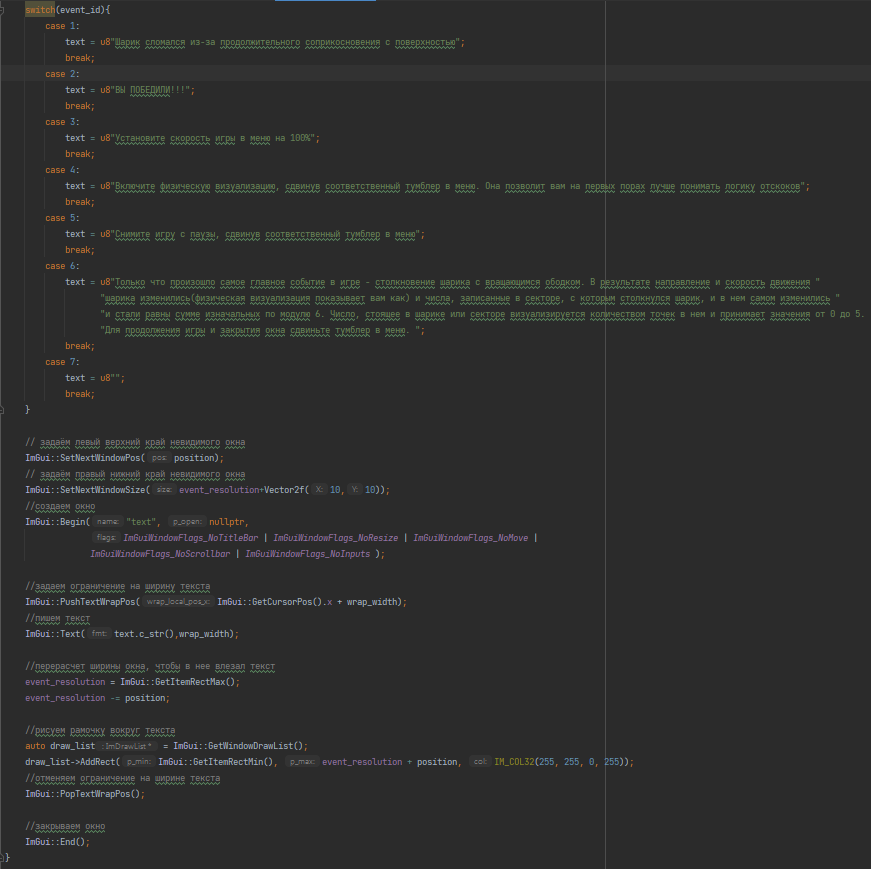 switch(event_id){
case 1:
text = u8"Шарик сломался из-за продолжительного соприкосновения с поверхностью";
break;
case 2:
text = u8"ВЫ ПОБЕДИЛИ!!!";
break;
case 3:
text = u8"Установите скорость игры в меню на 100%";
break;
case 4:
text = u8"Включите физическую визуализацию, сдвинув соответственный тумблер в меню. Она позволит вам на первых порах лучше понимать логику отскоков";
break;
case 5:
text = u8"Снимите игру с паузы, сдвинув соответственный тумблер в меню";
break;
case 6:
text = u8"Только что произошло самое главное событие в игре - столкновение шарика с вращающимся ободком. В результате направление и скорость движения "
"шарика изменились(физическая визуализация показывает вам как) и числа, записанные в секторе, с которым столкнулся шарик, и в нем самом изменились "
"и стали равны сумме изначальных по модулю 6. Число, стоящее в шарике или секторе визуализируется количеством точек в нем и принимает значения от 0 до 5.
"Для продолжения игры и закрытия окна сдвиньте тумблер в меню. ";
break;
case 7:
text = u8"";
break;
}
// задаём левый верхний край невидимого окна
ImGui::SetNextWindowPos( pos: position);
// задаём правый нижний край невидимого окна
ImGui::SetNextWindowSize( size: event_resolution+Vector2f( X: 10, Y: 10));
//создаем окно
ImGui::Begin( name: "text", p_open: nullptr,
flags: ImGuiWindowFlags_NoTitleBar | ImGuiWindowFlags_NoResize | ImGuiWindowFlags_NoMove |
ImGuiWindowFlags_NoScrollbar | ImGuiWindowFlags_NoInputs );
//задаем ограничение на ширину текста
ImGui::PushTextWrapPos( wrap_local_pos_x: ImGui::GetCursorPos().x + wrap_width);
//пишем текст
ImGui::Text( fmt: text.c_str(),wrap_width);
//перерасчет ширины окна, чтобы в нее влезал текст
event_resolution = ImGui::GetItemRectMax();
event_resolution -= position;
//рисуем рамочку вокруг текста
auto draw_list : ImDrawList * = ImGui::GetWindowDrawList();
draw_list->AddRect( p_min: ImGui::GetItemRectMin(), p_max: event_resolution + position, col: IM_COL32(255, 255, 0, 255));
//отменяем ограничение на ширине текста
ImGui::PopTextWrapPos();
//закрываем окно
ImGui::End();
}